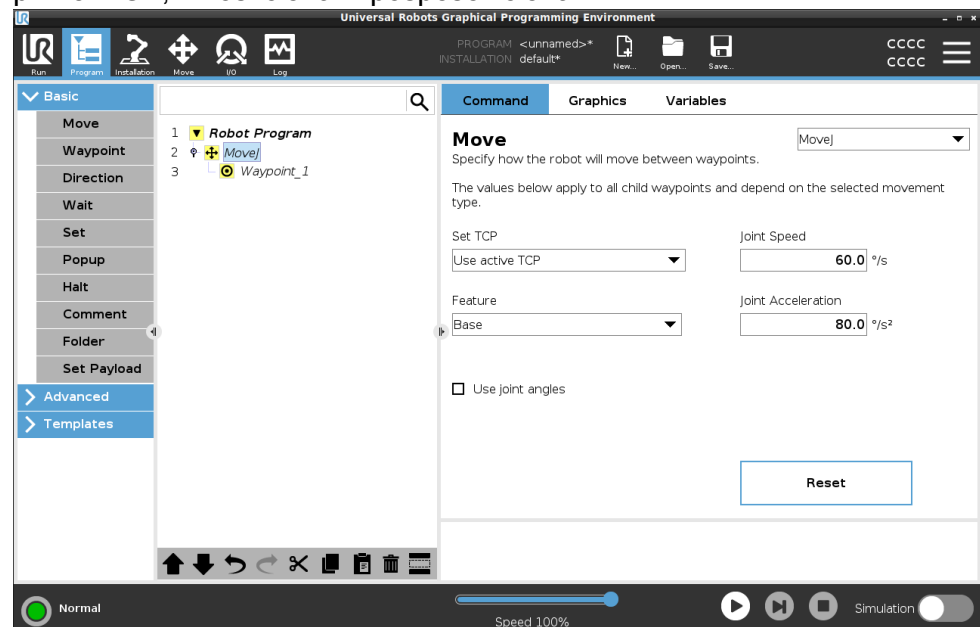 Universal Robots Graphical Programming Environment
UR
Run
Program
Installation
Move
I/O
Log
PROGRAM <unnamed>*
INSTALLATION default*
New...
Open...
Save...
CCCC
CCCC
Basic
Move
Waypoint
Direction
Wait
Set
Popup
Halt
Comment
Folder
Set Payload
Advanced
Templates
1 Robot Program
2 MoveJ
3 Waypoint_1
Command Graphics Variables
Move
MoveJ
Specify how the robot will move between waypoints.
The values below apply to all child waypoints and depend on the selected movement
type.
Set TCP
Use active TCP
Joint Speed
60.0 °/s
Feature
Base
Joint Acceleration
80.0 °/s²
Use joint angles
Reset
Normal
Speed 100%
Simulation